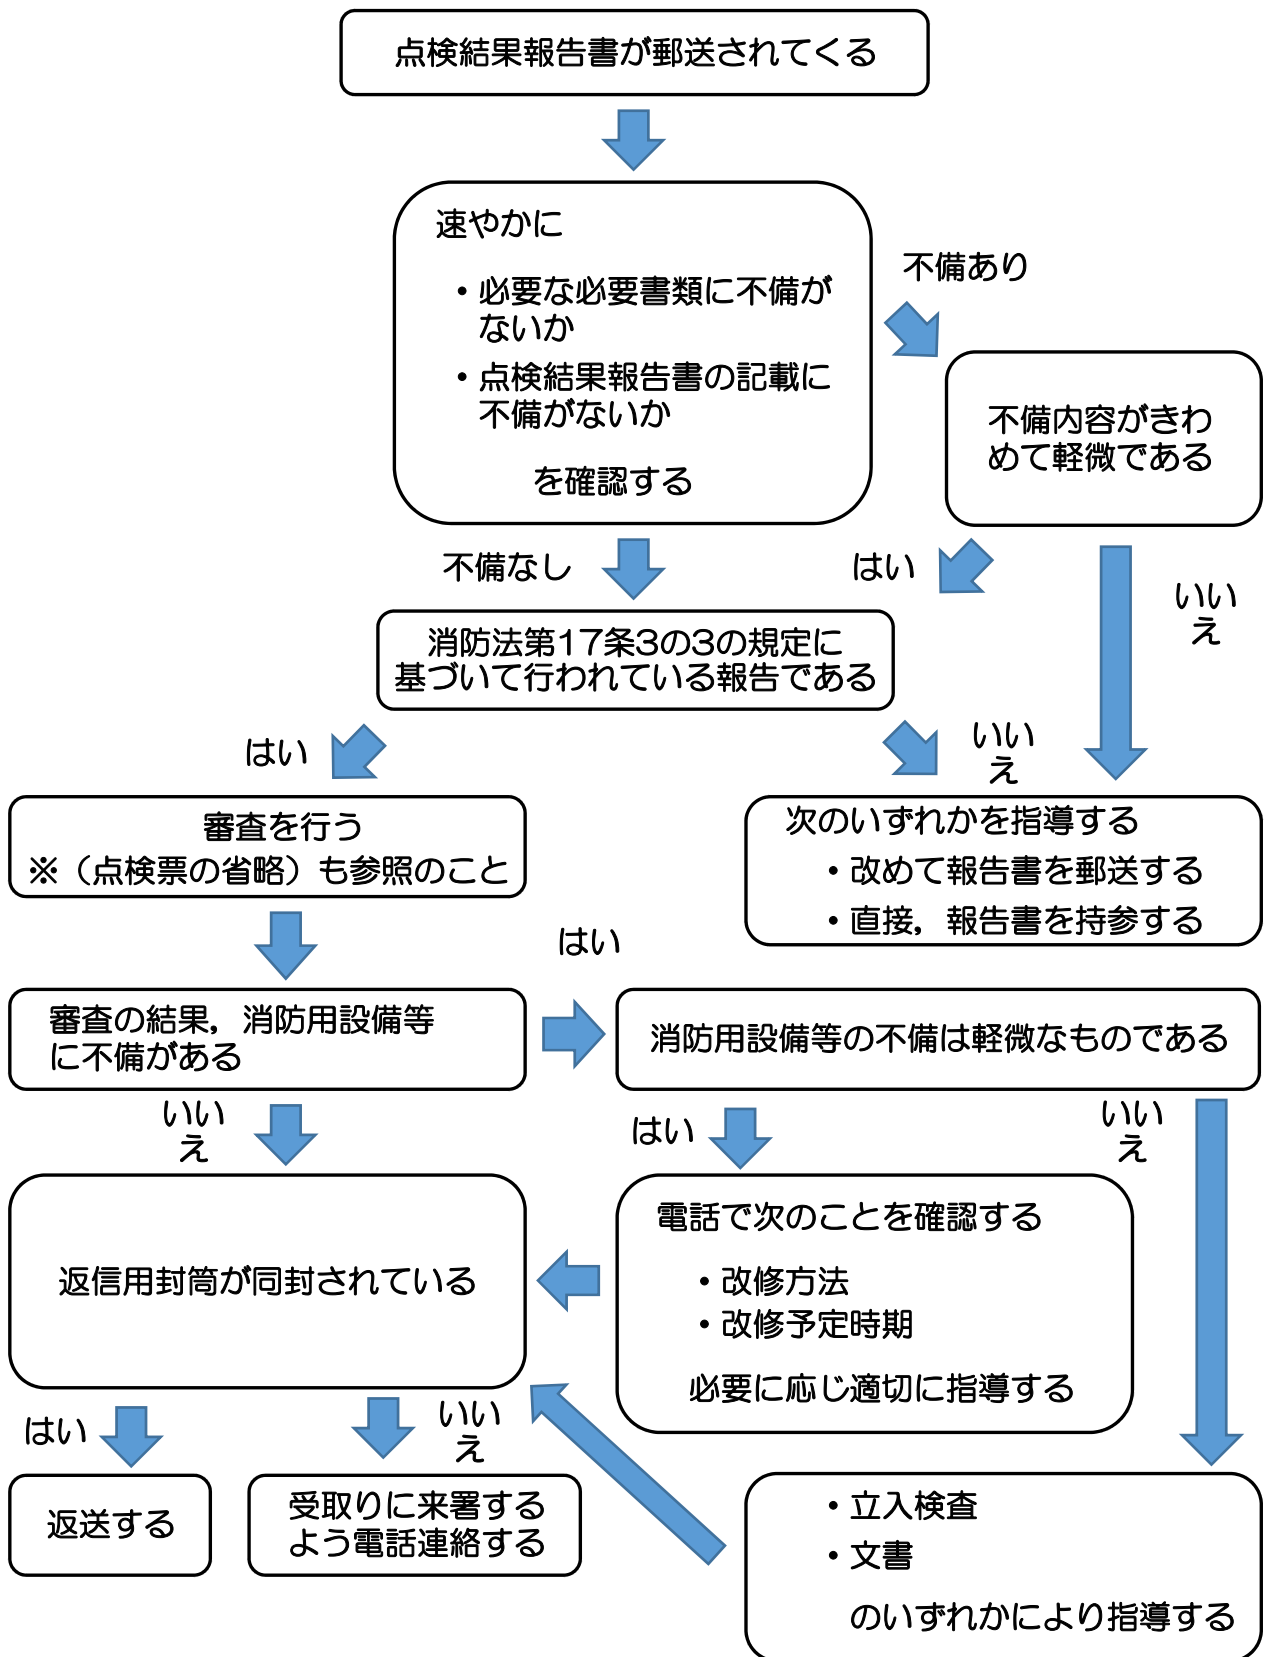 点検結果報告書が郵送されてくる
速やかに
・必要な必要書類に不備が
ないか
・点検結果報告書の記載に
不備がないか
を確認する
不備あり
不備内容がきわ
めて軽微である
不備なし
はい
いい
え
消防法第17条3の3の規定に
基づいて行われている報告である
はい
いい
え
審査を行う
※（点検票の省略）も参照のこと
次のいずれかを指導する
・改めて報告書を郵送する
・直接，報告書を持参する
はい
審査の結果，消防用設備等
に不備がある
消防用設備等の不備は軽微なものである
いい
え
はい
いい
え
返信用封筒が同封されている
電話で次のことを確認する
・改修方法
・改修予定時期
必要に応じ適切に指導する
はい
いい
え
返送する
受取りに来署する
よう電話連絡する
・立入検査
・文書
のいずれかにより指導する